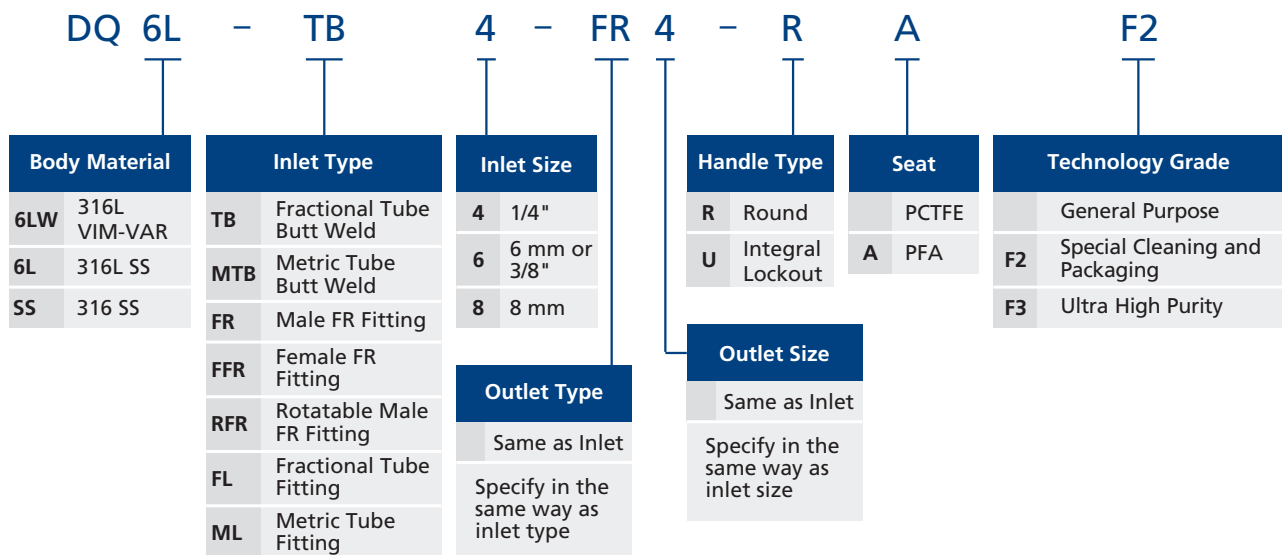 DQ 6L – TB 4 – FR 4 – R A F2
Body Material
6LW 316L
VIM-VAR
6L 316L SS
SS 316 SS
Inlet Type
TB Fractional Tube
Butt Weld
MTB Metric Tube
Butt Weld
FR Male FR Fitting
FFR Female FR
Fitting
RFR Rotatable Male
FR Fitting
FL Fractional Tube
Fitting
ML Metric Tube
Fitting
Inlet Size
4 1/4"
6 6 mm or
3/8"
8 8 mm
Outlet Type
Same as Inlet
Specify in the
same way as
inlet type
Handle Type
R Round
U Integral
Lockout
Outlet Size
Same as Inlet
Specify in the
same way as
inlet size
Seat
PCTFE
A PFA
Technology Grade
General Purpose
F2 Special Cleaning and
Packaging
F3 Ultra High Purity